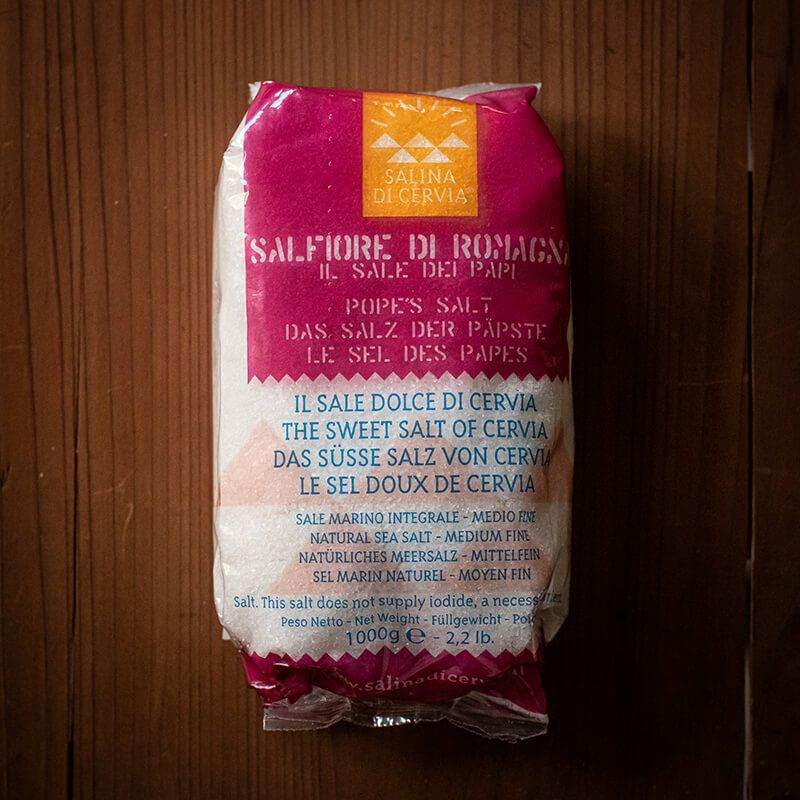 SALINA
DI CERVIA®
SALFIORE DI ROMAGN
IL SALE DEI PAPI
POPE'S SALT
DAS SALZ DER PÄPSTE
LE SEL DES PAPES
IL SALE DOLCE DI CERVIA
THE SWEET SALT OF CERVIA
DAS SÜSSE SALZ VON CERVIA
LE SEL DOUX DE CERVIA
SALE MARINO INTEGRALE - MEDIO FINE
NATURAL SEA SALT - MEDIUM FINE
NATÜRLICHES MEERSALZ - MITTELFEIN
SEL MARIN NATUREL - MOYEN FIN
Salt. This salt does not supply iodide, a
Peso Netto - Net Weight - Füllgewicht -
1000g e - 2,2 lb.
.salinadicer